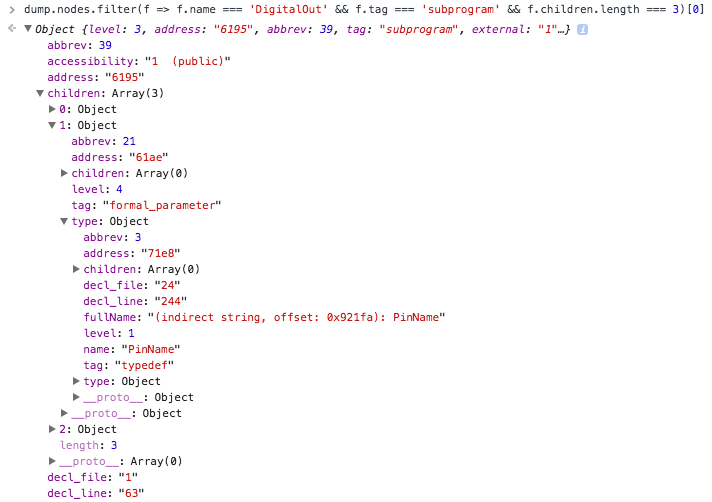 > dump.nodes.filter(f => f.name === 'DigitalOut' && f.tag === 'subprogram' && f.children.length === 3)[0]
Object {level: 3, address: "6195", abbrev: 39, tag: "subprogram", external: "1"…}
abbrev: 39
accessibility: "1  (public)"
address: "6195"
children: Array(3)
0: Object
1: Object
abbrev: 21
address: "61ae"
children: Array(0)
level: 4
tag: "formal_parameter"
type: Object
abbrev: 3
address: "71e8"
children: Array(0)
decl_file: "24"
decl_line: "244"
fullName: "(indirect string, offset: 0x921fa): PinName"
level: 1
name: "PinName"
tag: "typedef"
type: Object
__proto__: Object
__proto__: Object
2: Object
length: 3
__proto__: Array(0)
decl_file: "1"
decl_line: "63"